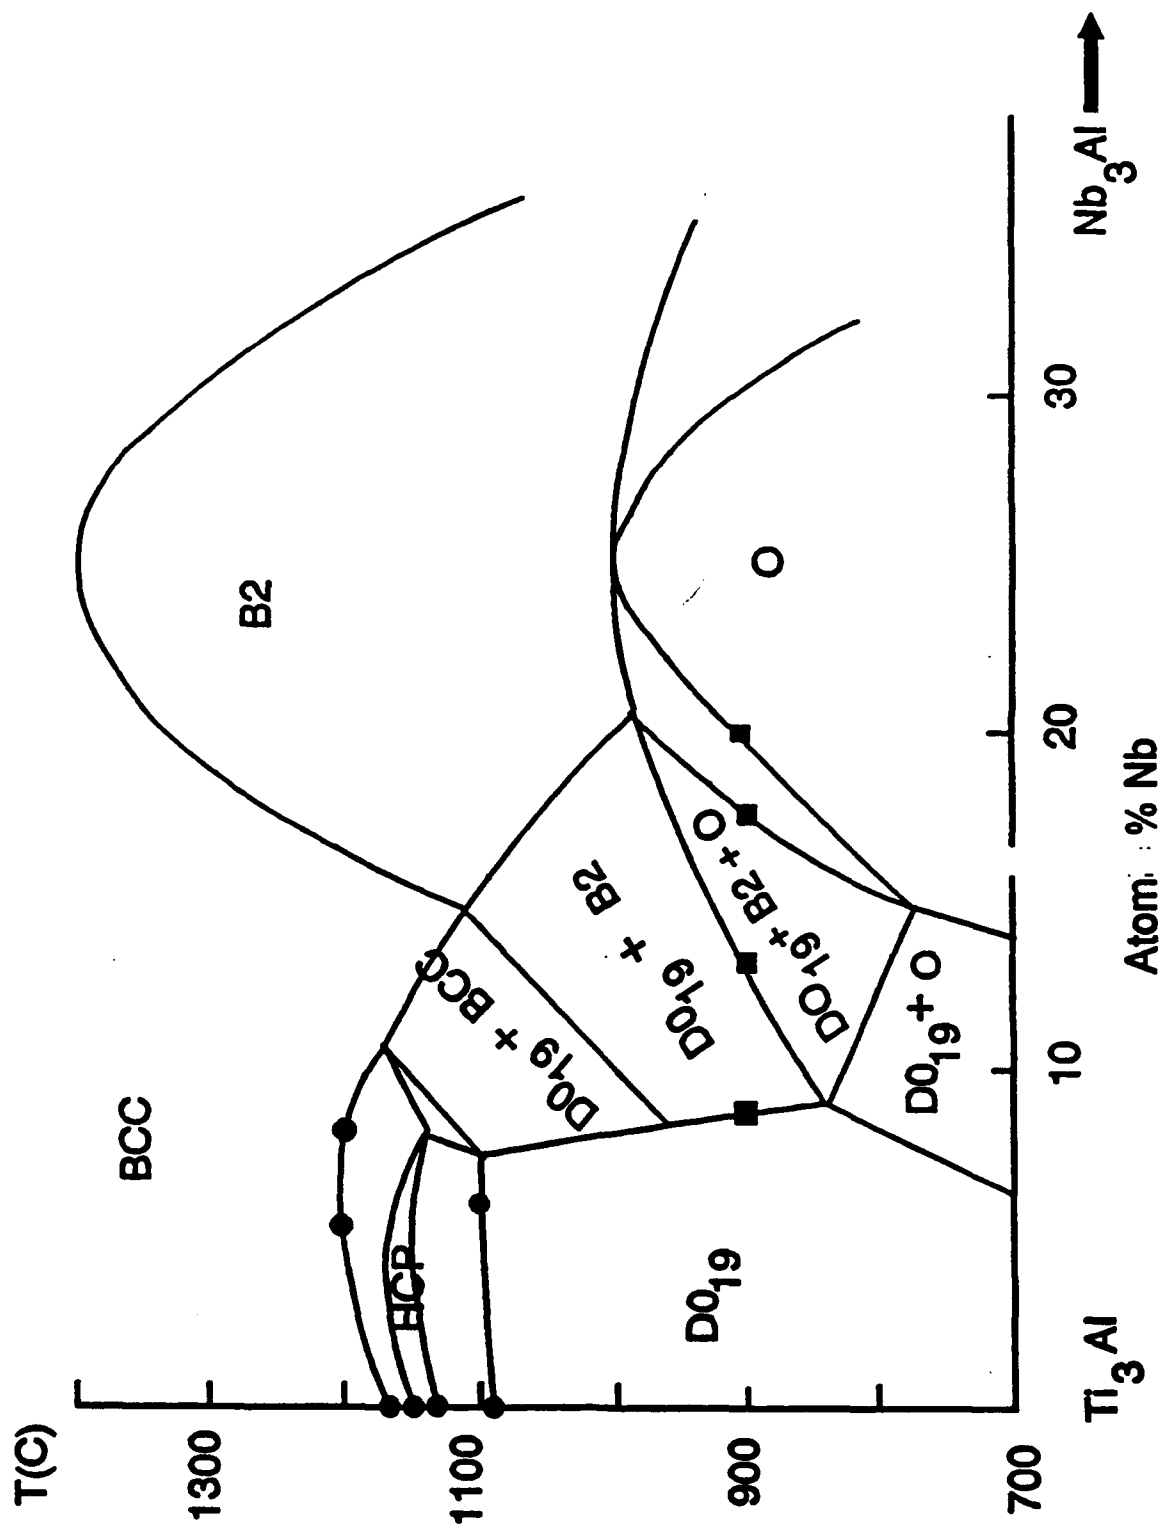 T(C)
1300
1100
900
700
BCC
B2
HCP
D019 + BCC
D019 + B2
D019+ B2 + O
O
D019
D019 + O
10
20
30
Ti3Al
Atom : % Nb
Nb3Al